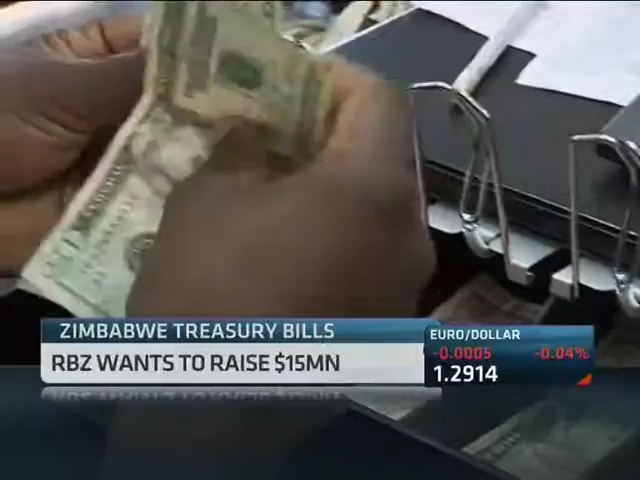 ZIMBABWE TREASURY BILLS
RBZ WANTS TO RAISE $15MN
EURO/DOLLAR
-0.0005 -0.04%
1.2914